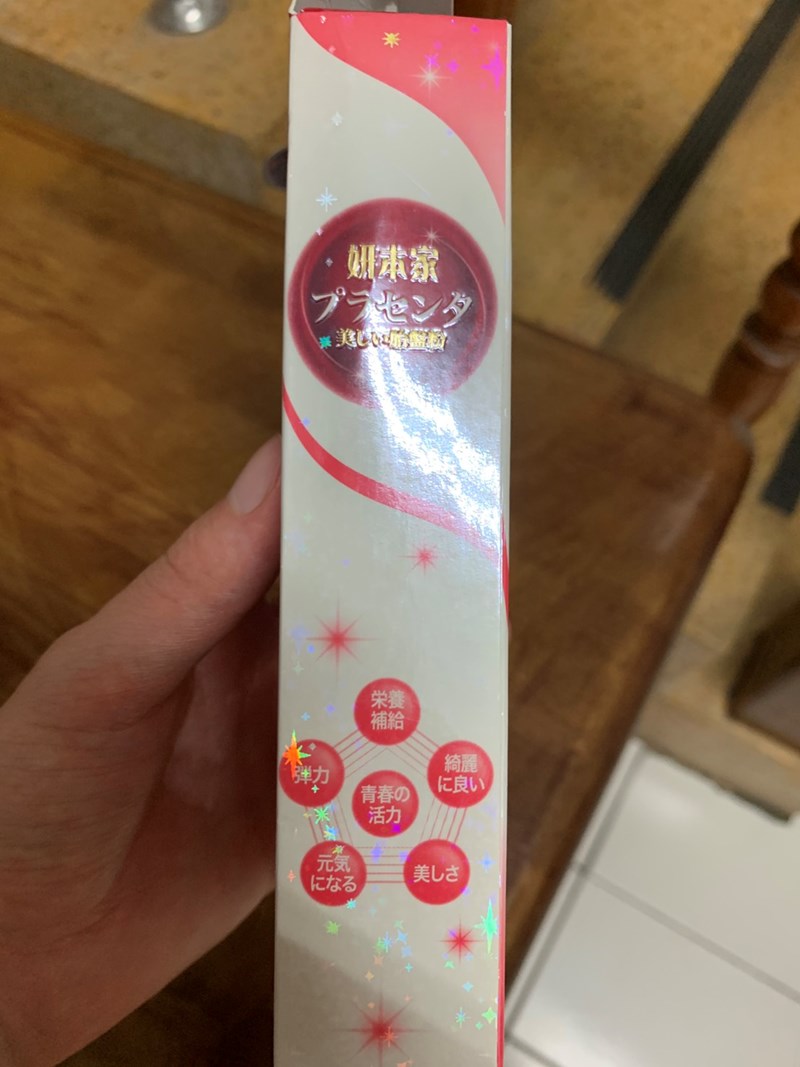 妍本家
プラセンタ
美しい胎盤粉
栄養
補給
弾力
綺麗
に良い
青春の
活力
元気
になる
美しさ